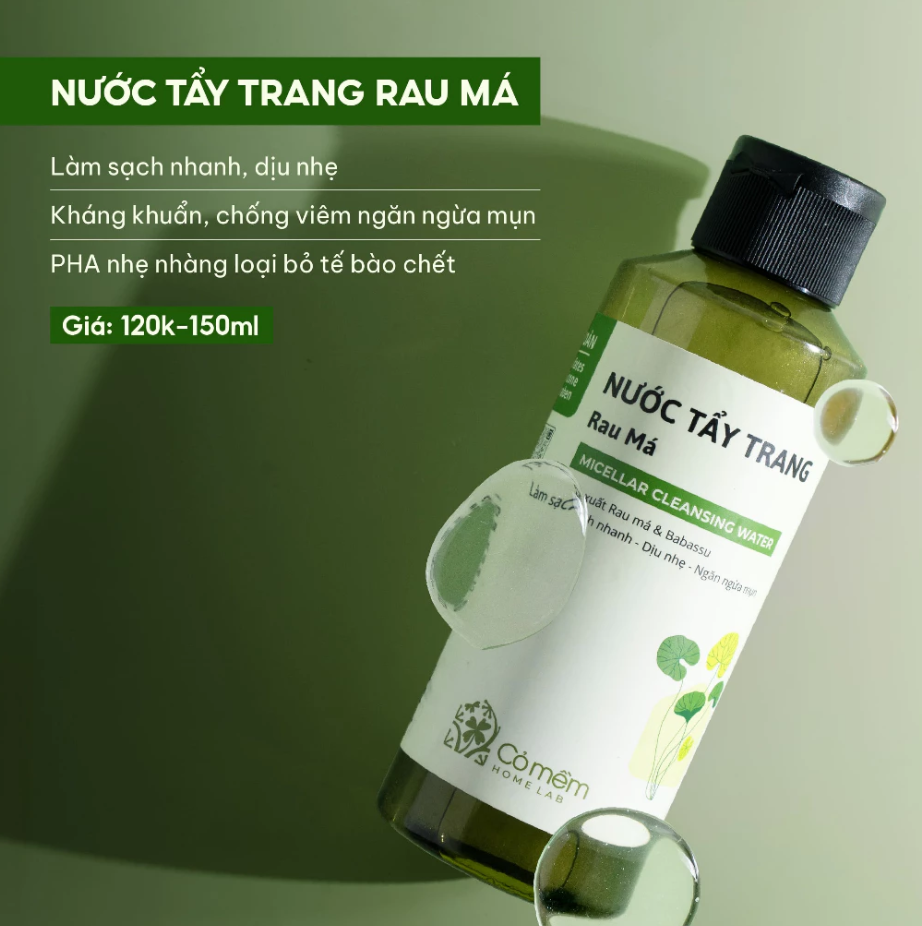 NƯỚC TẨY TRANG RAU MÁ
Làm sạch nhanh, dịu nhẹ
Kháng khuẩn, chống viêm ngăn ngừa mụn
PHA nhẹ nhàng loại bỏ tế bào chết
Giá: 120k-150ml
NƯỚC TẨY TRANG
Rau Má
MICELLAR CLEANSING WATER
xuất Rau má & Babassu
Làm sạch nhanh - Dịu nhẹ - Ngăn ngừa mụn
Cỏ mềm
HOME LAB